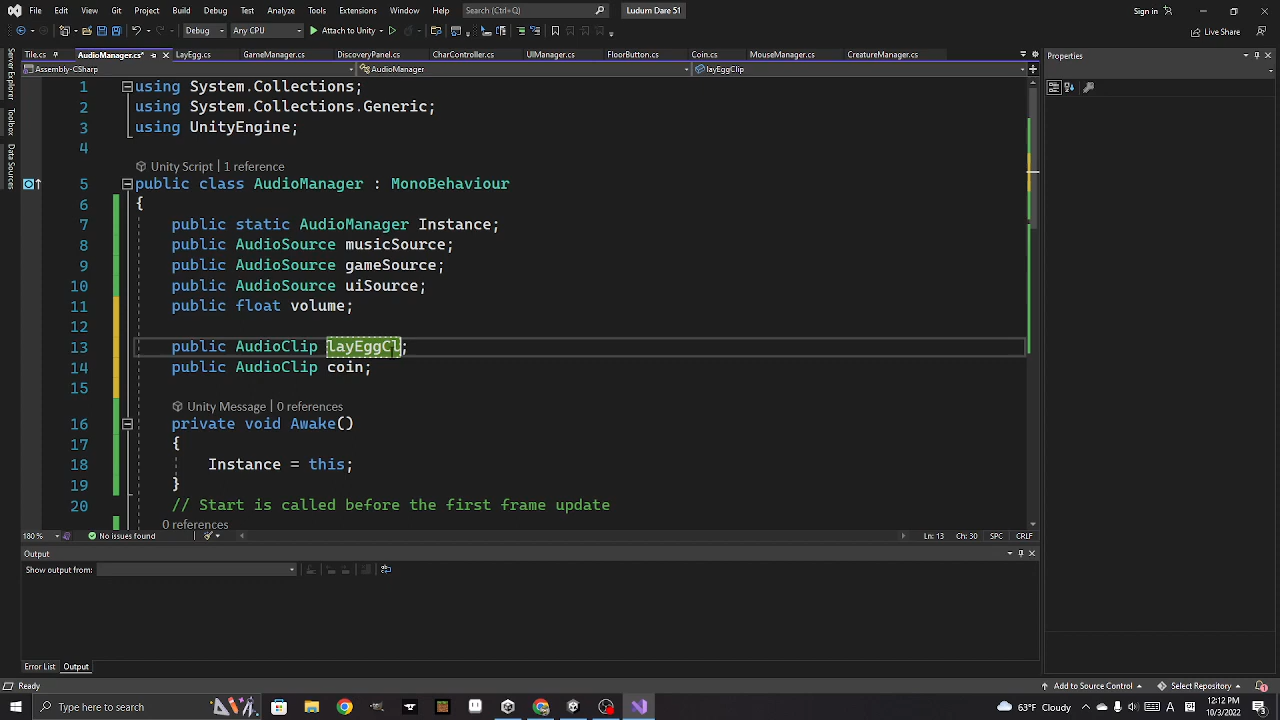 File Edit View Git Project Build Debug Test Analyze Tools Extensions Window Help Search (Ctrl+Q) Ludum Dare 51 Sign in
Debug Any CPU Attach to Unity Live Share
Tile.cs AudioManager.cs* LayEgg.cs GameManager.cs DiscoveryPanel.cs CharController.cs UIManager.cs FloorButton.cs Coin.cs MouseManager.cs CreatureManager.cs Properties
Assembly-CSharp AudioManager layEggClip
Server Explorer
Toolbox
Data Sources
1 using System.Collections;
2 using System.Collections.Generic;
3 using UnityEngine;
4
Unity Script | 1 reference
5 public class AudioManager : MonoBehaviour
6 {
7 public static AudioManager Instance;
8 public AudioSource musicSource;
9 public AudioSource gameSource;
10 public AudioSource uiSource;
11 public float volume;
12
13 public AudioClip layEggCl;
14 public AudioClip coin;
15
Unity Message | 0 references
16 private void Awake()
17 {
18 Instance = this;
19 }
20 // Start is called before the first frame update
0 references
180 % No issues found Ln: 13 Ch: 30 SPC CRLF
Output
Show output from:
Error List Output
Ready Add to Source Control Select Repository
Type here to search 63°F Cloudy A 12:12 PM
10/3/2022